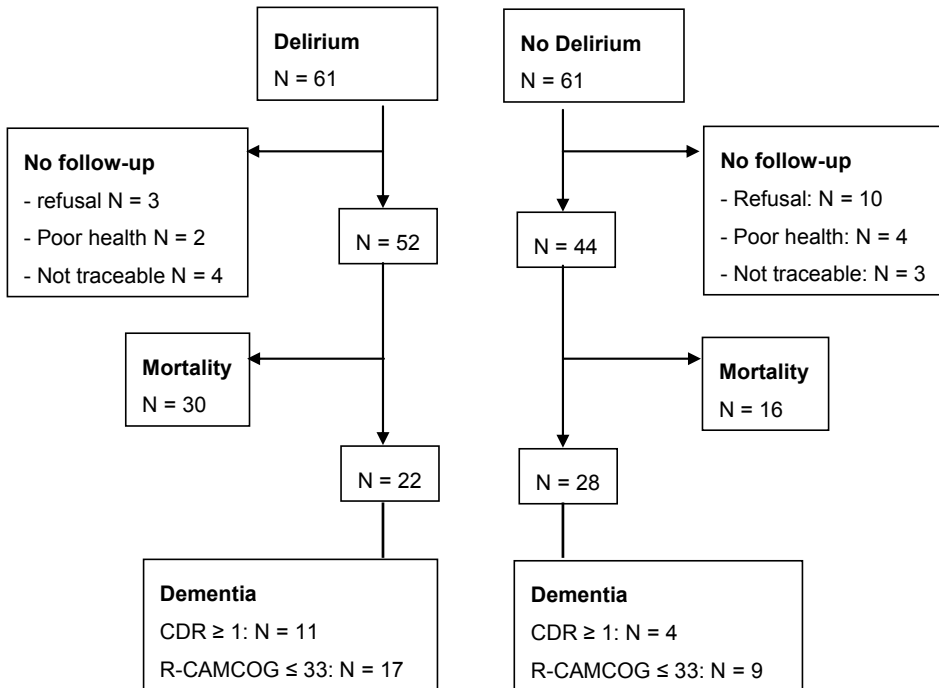 Delirium
N = 61
No Delirium
N = 61
No follow-up
- refusal N = 3
- Poor health N = 2
- Not traceable N = 4
N = 52
N = 44
No follow-up
- Refusal: N = 10
- Poor health: N = 4
- Not traceable: N = 3
Mortality
N = 30
Mortality
N = 16
N = 22
N = 28
Dementia
CDR ≥ 1: N = 11
R-CAMCOG ≤ 33: N = 17
Dementia
CDR ≥ 1: N = 4
R-CAMCOG ≤ 33: N = 9